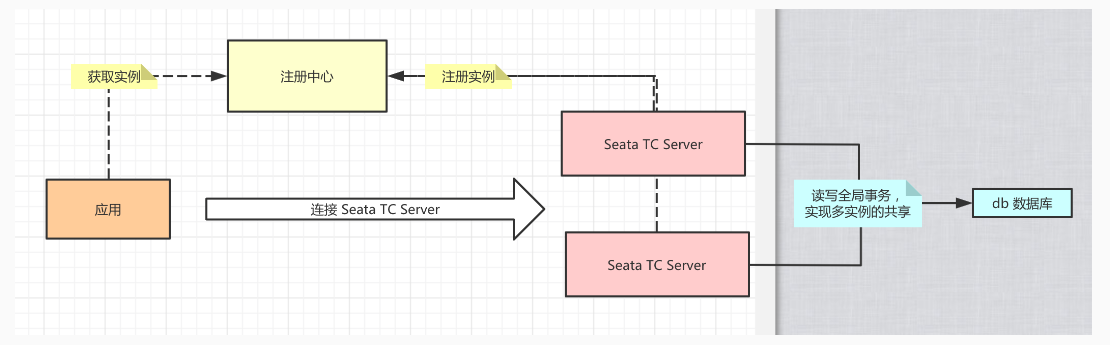 获取实例
注册中心
注册实例
Seata TC Server
应用
连接 Seata TC Server
读写全局事务，
实现多实例的共享
db 数据库
Seata TC Server